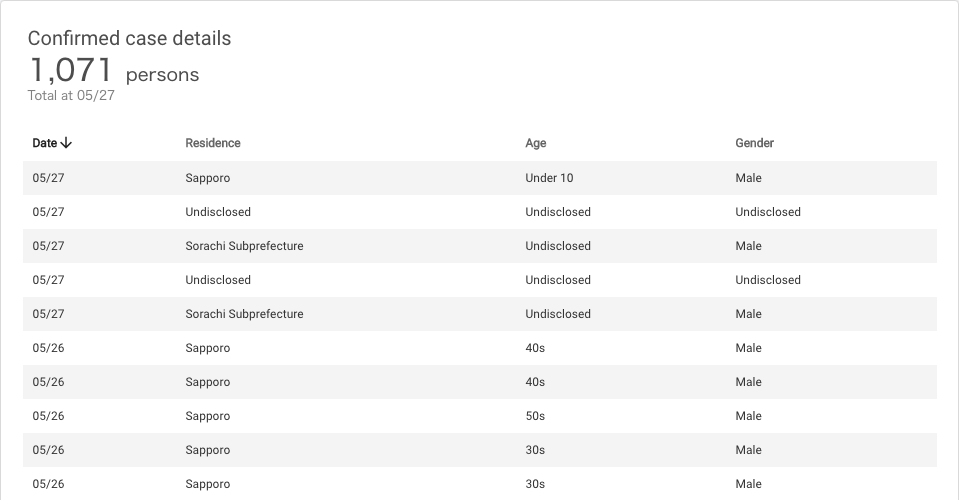 Confirmed case details
1,071 persons
Total at 05/27
Date↓ Residence Age Gender
05/27 Sapporo Under 10 Male
05/27 Undisclosed Undisclosed Undisclosed
05/27 Sorachi Subprefecture Undisclosed Male
05/27 Undisclosed Undisclosed Undisclosed
05/27 Sorachi Subprefecture Undisclosed Male
05/26 Sapporo 40s Male
05/26 Sapporo 40s Male
05/26 Sapporo 50s Male
05/26 Sapporo 30s Male
05/26 Sapporo 30s Male